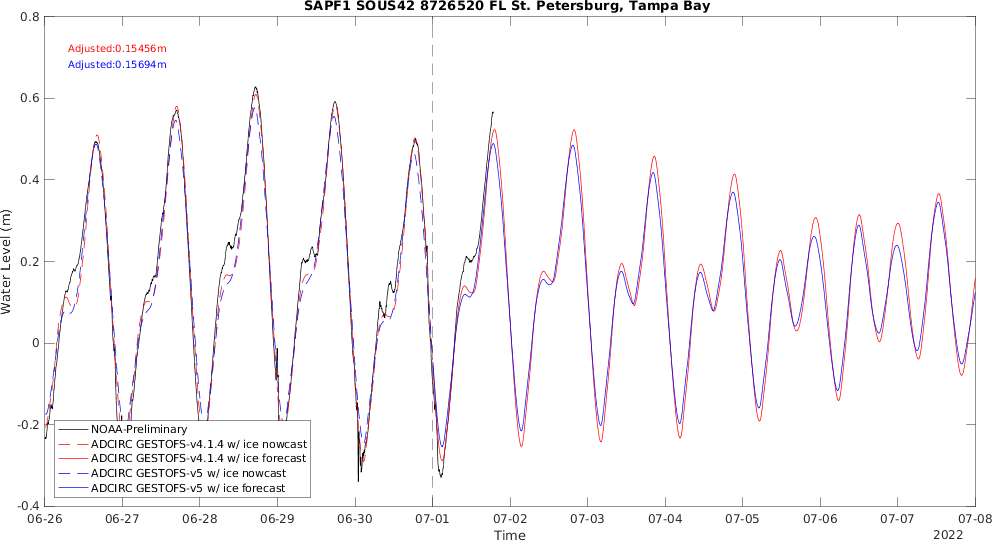 SAPF1 SOUS42 8726520 FL St. Petersburg, Tampa Bay
Adjusted:0.15456m
Adjusted:0.15694m
0.8
0.6
0.4
0.2
0
-0.2
-0.4
Water Level (m)
NOAA-Preliminary
ADCIRC GESTOFS-v4.1.4 w/ ice nowcast
ADCIRC GESTOFS-v4.1.4 w/ ice forecast
ADCIRC GESTOFS-v5 w/ ice nowcast
ADCIRC GESTOFS-v5 w/ ice forecast
06-26 06-27 06-28 06-29 06-30 07-01 07-02 07-03 07-04 07-05 07-06 07-07 07-08
Time
2022